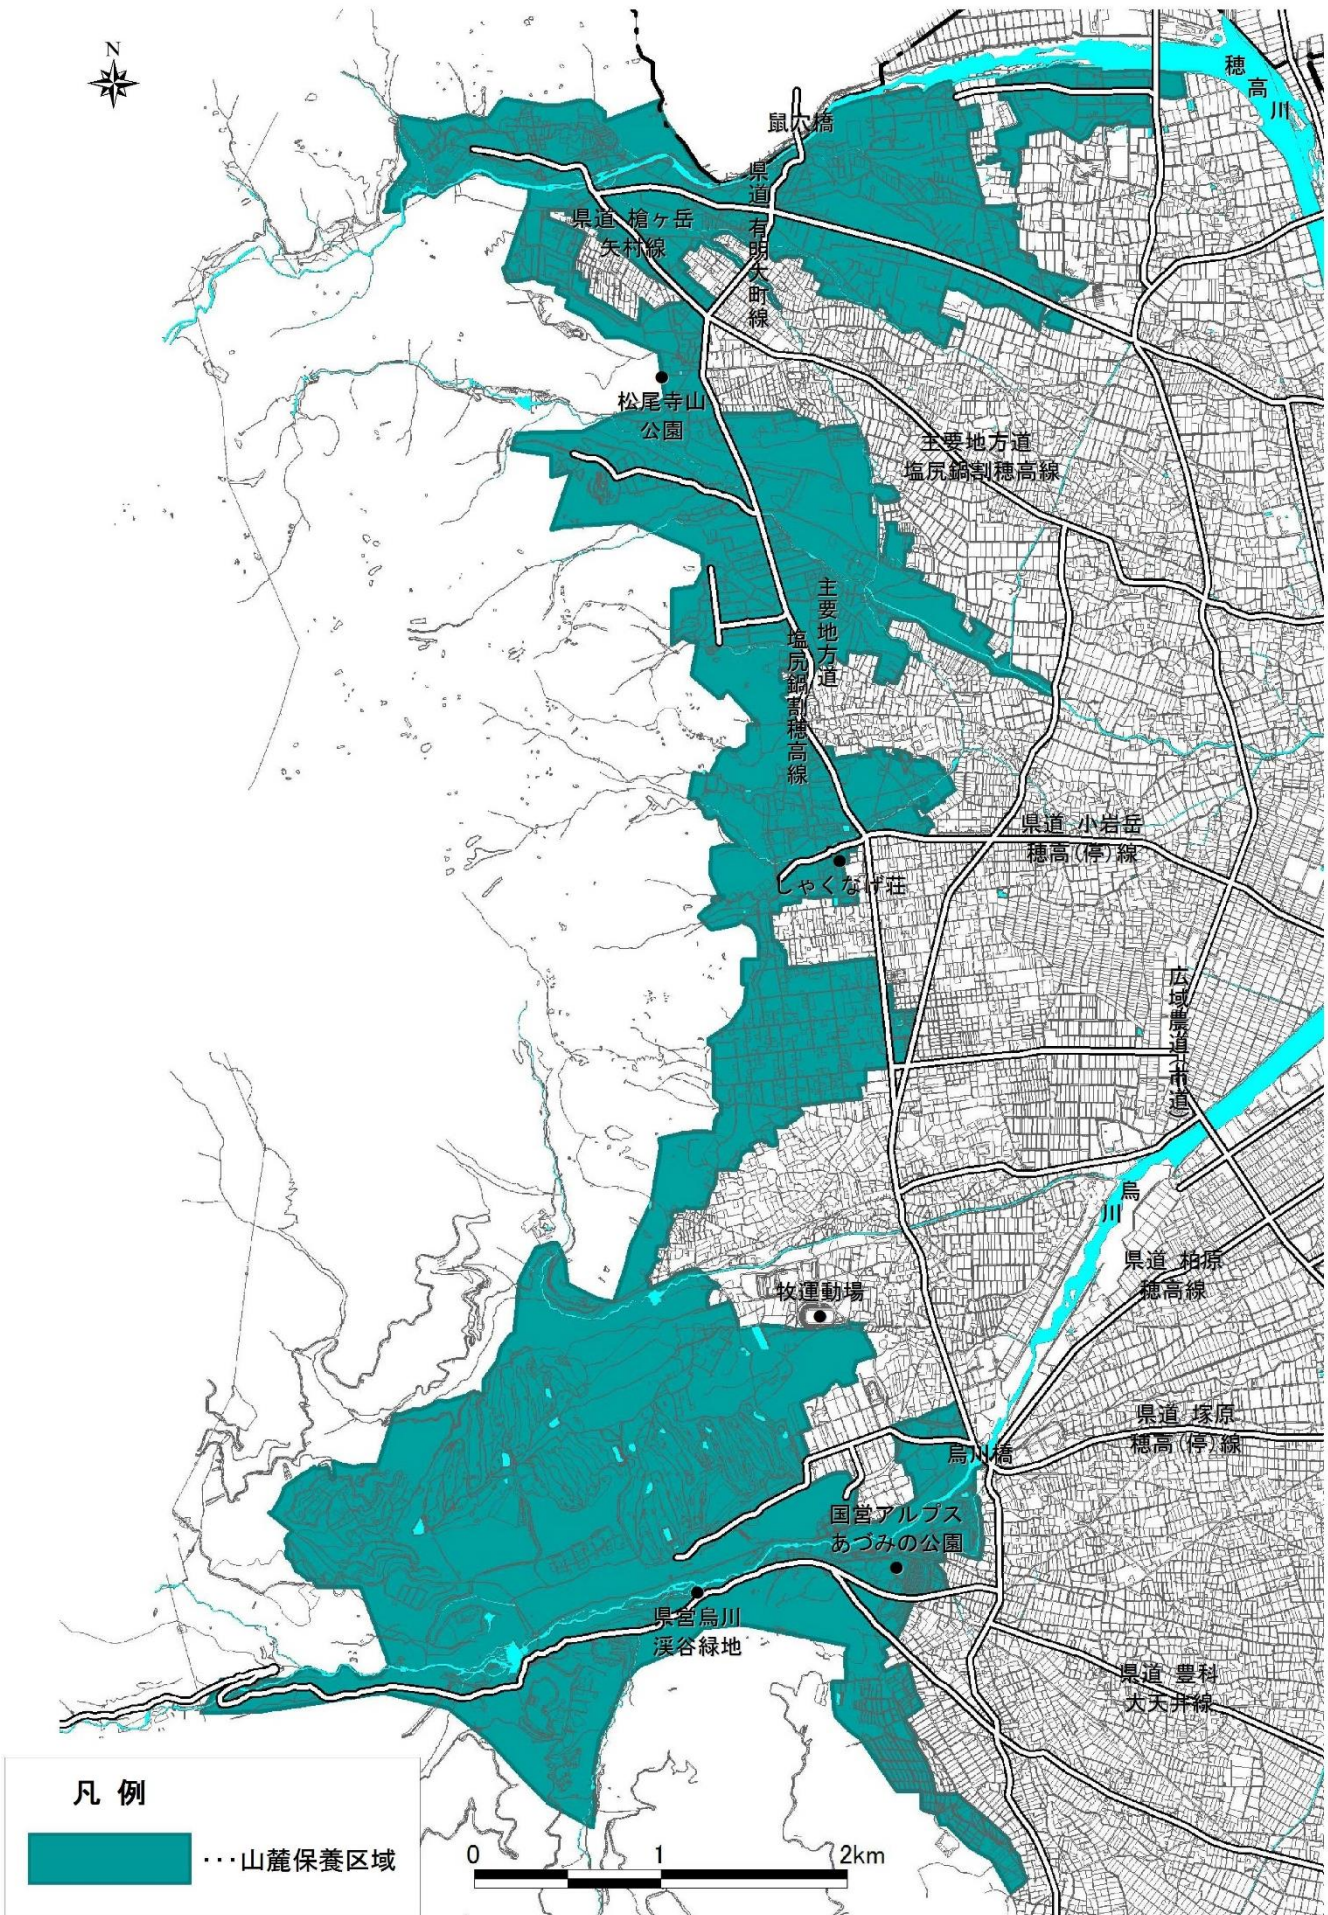 N
穂高川
鼠穴橋
県道 有明大町線
県道 槍ヶ岳
矢村線
松尾寺山
公園
主要地方道
塩尻鍋割穂高線
主要地方道
塩尻鍋割穂高線
県道 小岩岳
穂高(停)線
しゃくなげ荘
広域農道(市道)
烏川
県道 柏原
穂高線
牧運動場
県道 塚原
穂高(停)線
烏川橋
国営アルプス
あづみの公園
県営烏川
渓谷緑地
県道 豊科
大天井線
凡 例
･･･山麓保養区域
0 1 2km